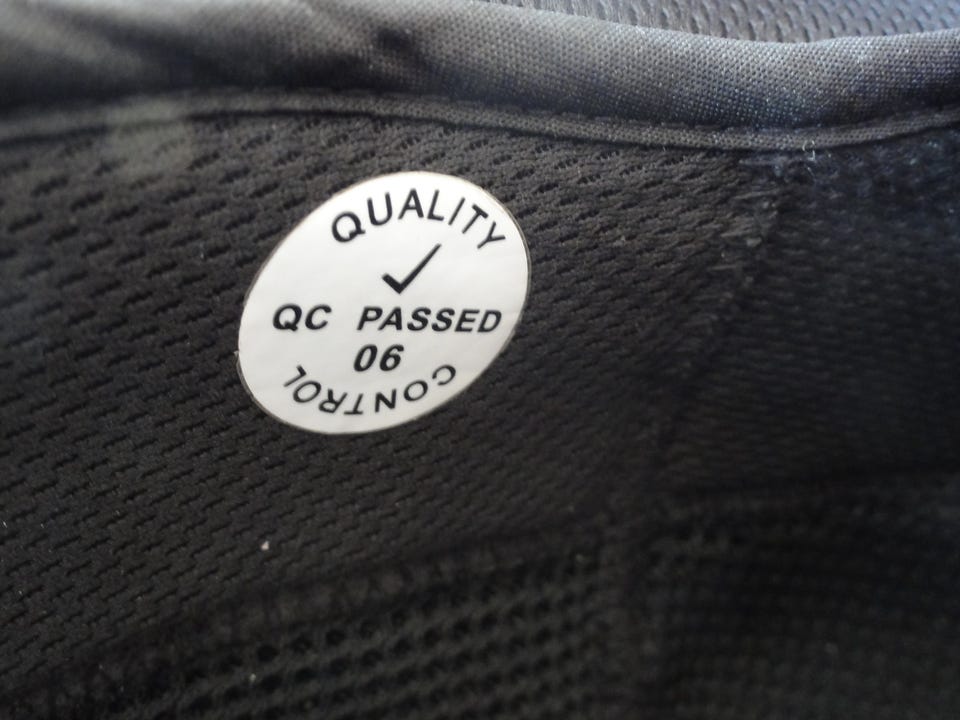 QUALITY
✓
QC PASSED
06
CONTROL